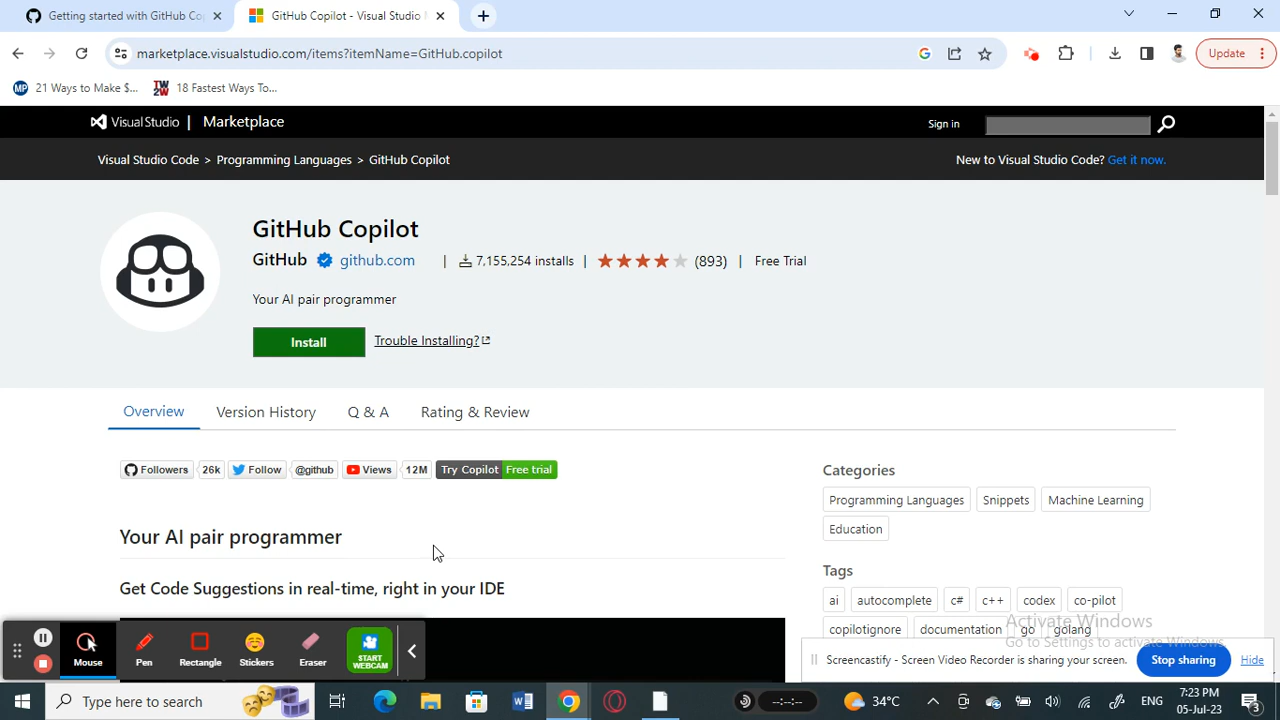 Getting started with GitHub Co
GitHub Copilot - Visual Studio M
marketplace.visualstudio.com/items?itemName=GitHub.copilot
Update
MP 21 Ways to Make $...
TW 2W 18 Fastest Ways To...
Visual Studio | Marketplace
Sign in
Visual Studio Code > Programming Languages > GitHub Copilot
New to Visual Studio Code? Get it now.
GitHub Copilot
GitHub github.com | 7,155,254 installs | (893) | Free Trial
Your AI pair programmer
Install
Trouble Installing?
Overview Version History Q & A Rating & Review
Followers 26k Follow @github Views 12M Try Copilot Free trial
Your AI pair programmer
Get Code Suggestions in real-time, right in your IDE
Categories
Programming Languages Snippets Machine Learning
Education
Tags
ai autocomplete c# c++ codex co-pilot
copilotignore documentation go golang
Activate Windows
Go to Settings to activate Windows.
Mouse Pen Rectangle Stickers Eraser START WEBCAM
Screencastify - Screen Video Recorder is sharing your screen. Stop sharing Hide
Type here to search
--:--:--
34°C
ENG
7:23 PM
05-Jul-23
3